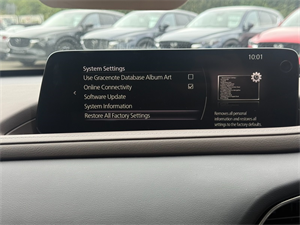 10:01
System Settings
Use Gracenote Database Album Art
Online Connectivity
Software Update
System Information
Restore All Factory Settings
Removes all personal
information and restores all
settings to the factory defaults.